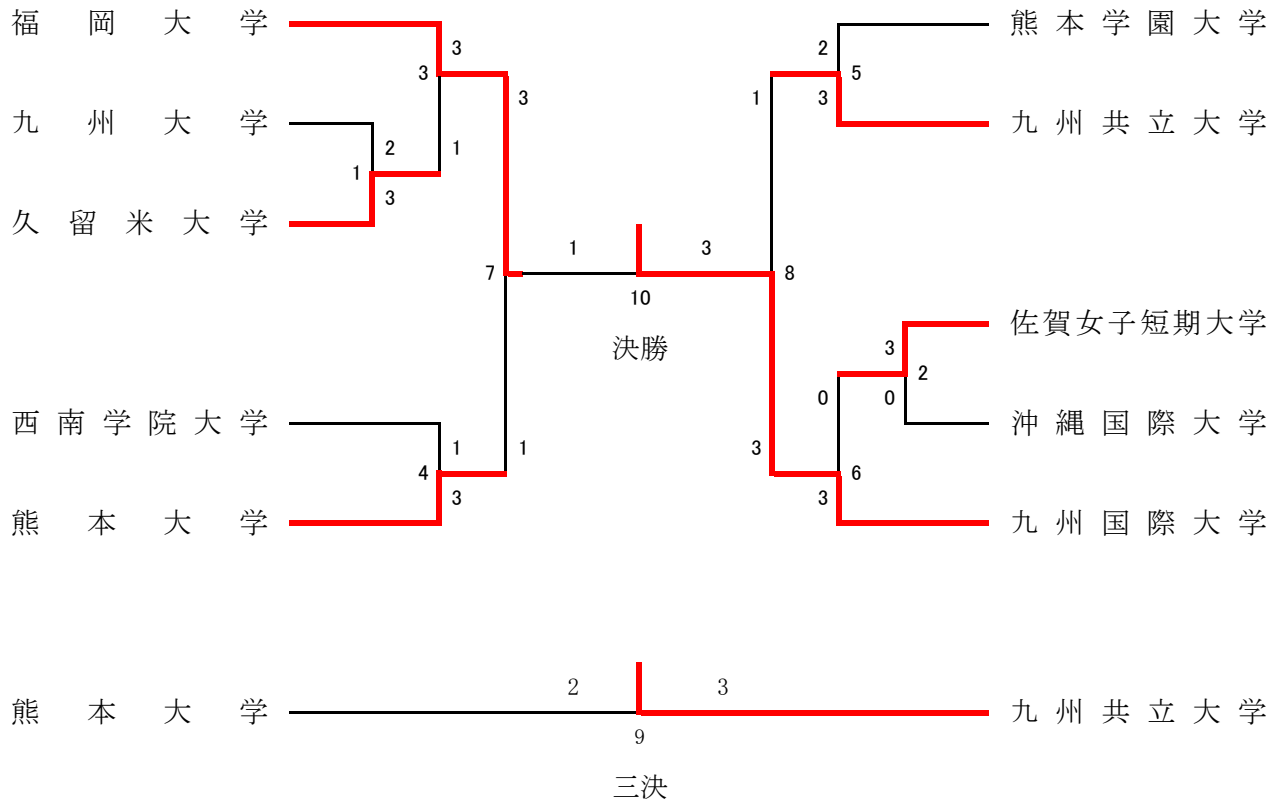 福岡大学
熊本学園大学
3
2
3
5
3
1
3
九州大学
九州共立大学
2
1
1
3
久留米大学
1
3
7
8
10
佐賀女子短期大学
決勝
3
2
0
0
西南学院大学
沖縄国際大学
1
1
3
4
6
3
3
熊本大学
九州国際大学
2
3
熊本大学
九州共立大学
9
三決